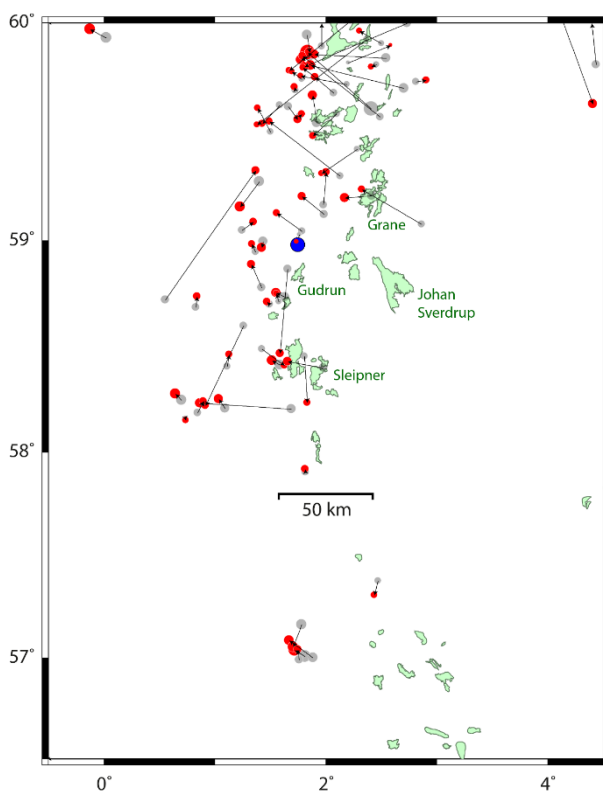 60˚
59˚
Grane
Gudrun
Johan
Sverdrup
Sleipner
58˚
50 km
57˚
0˚
2˚
4˚